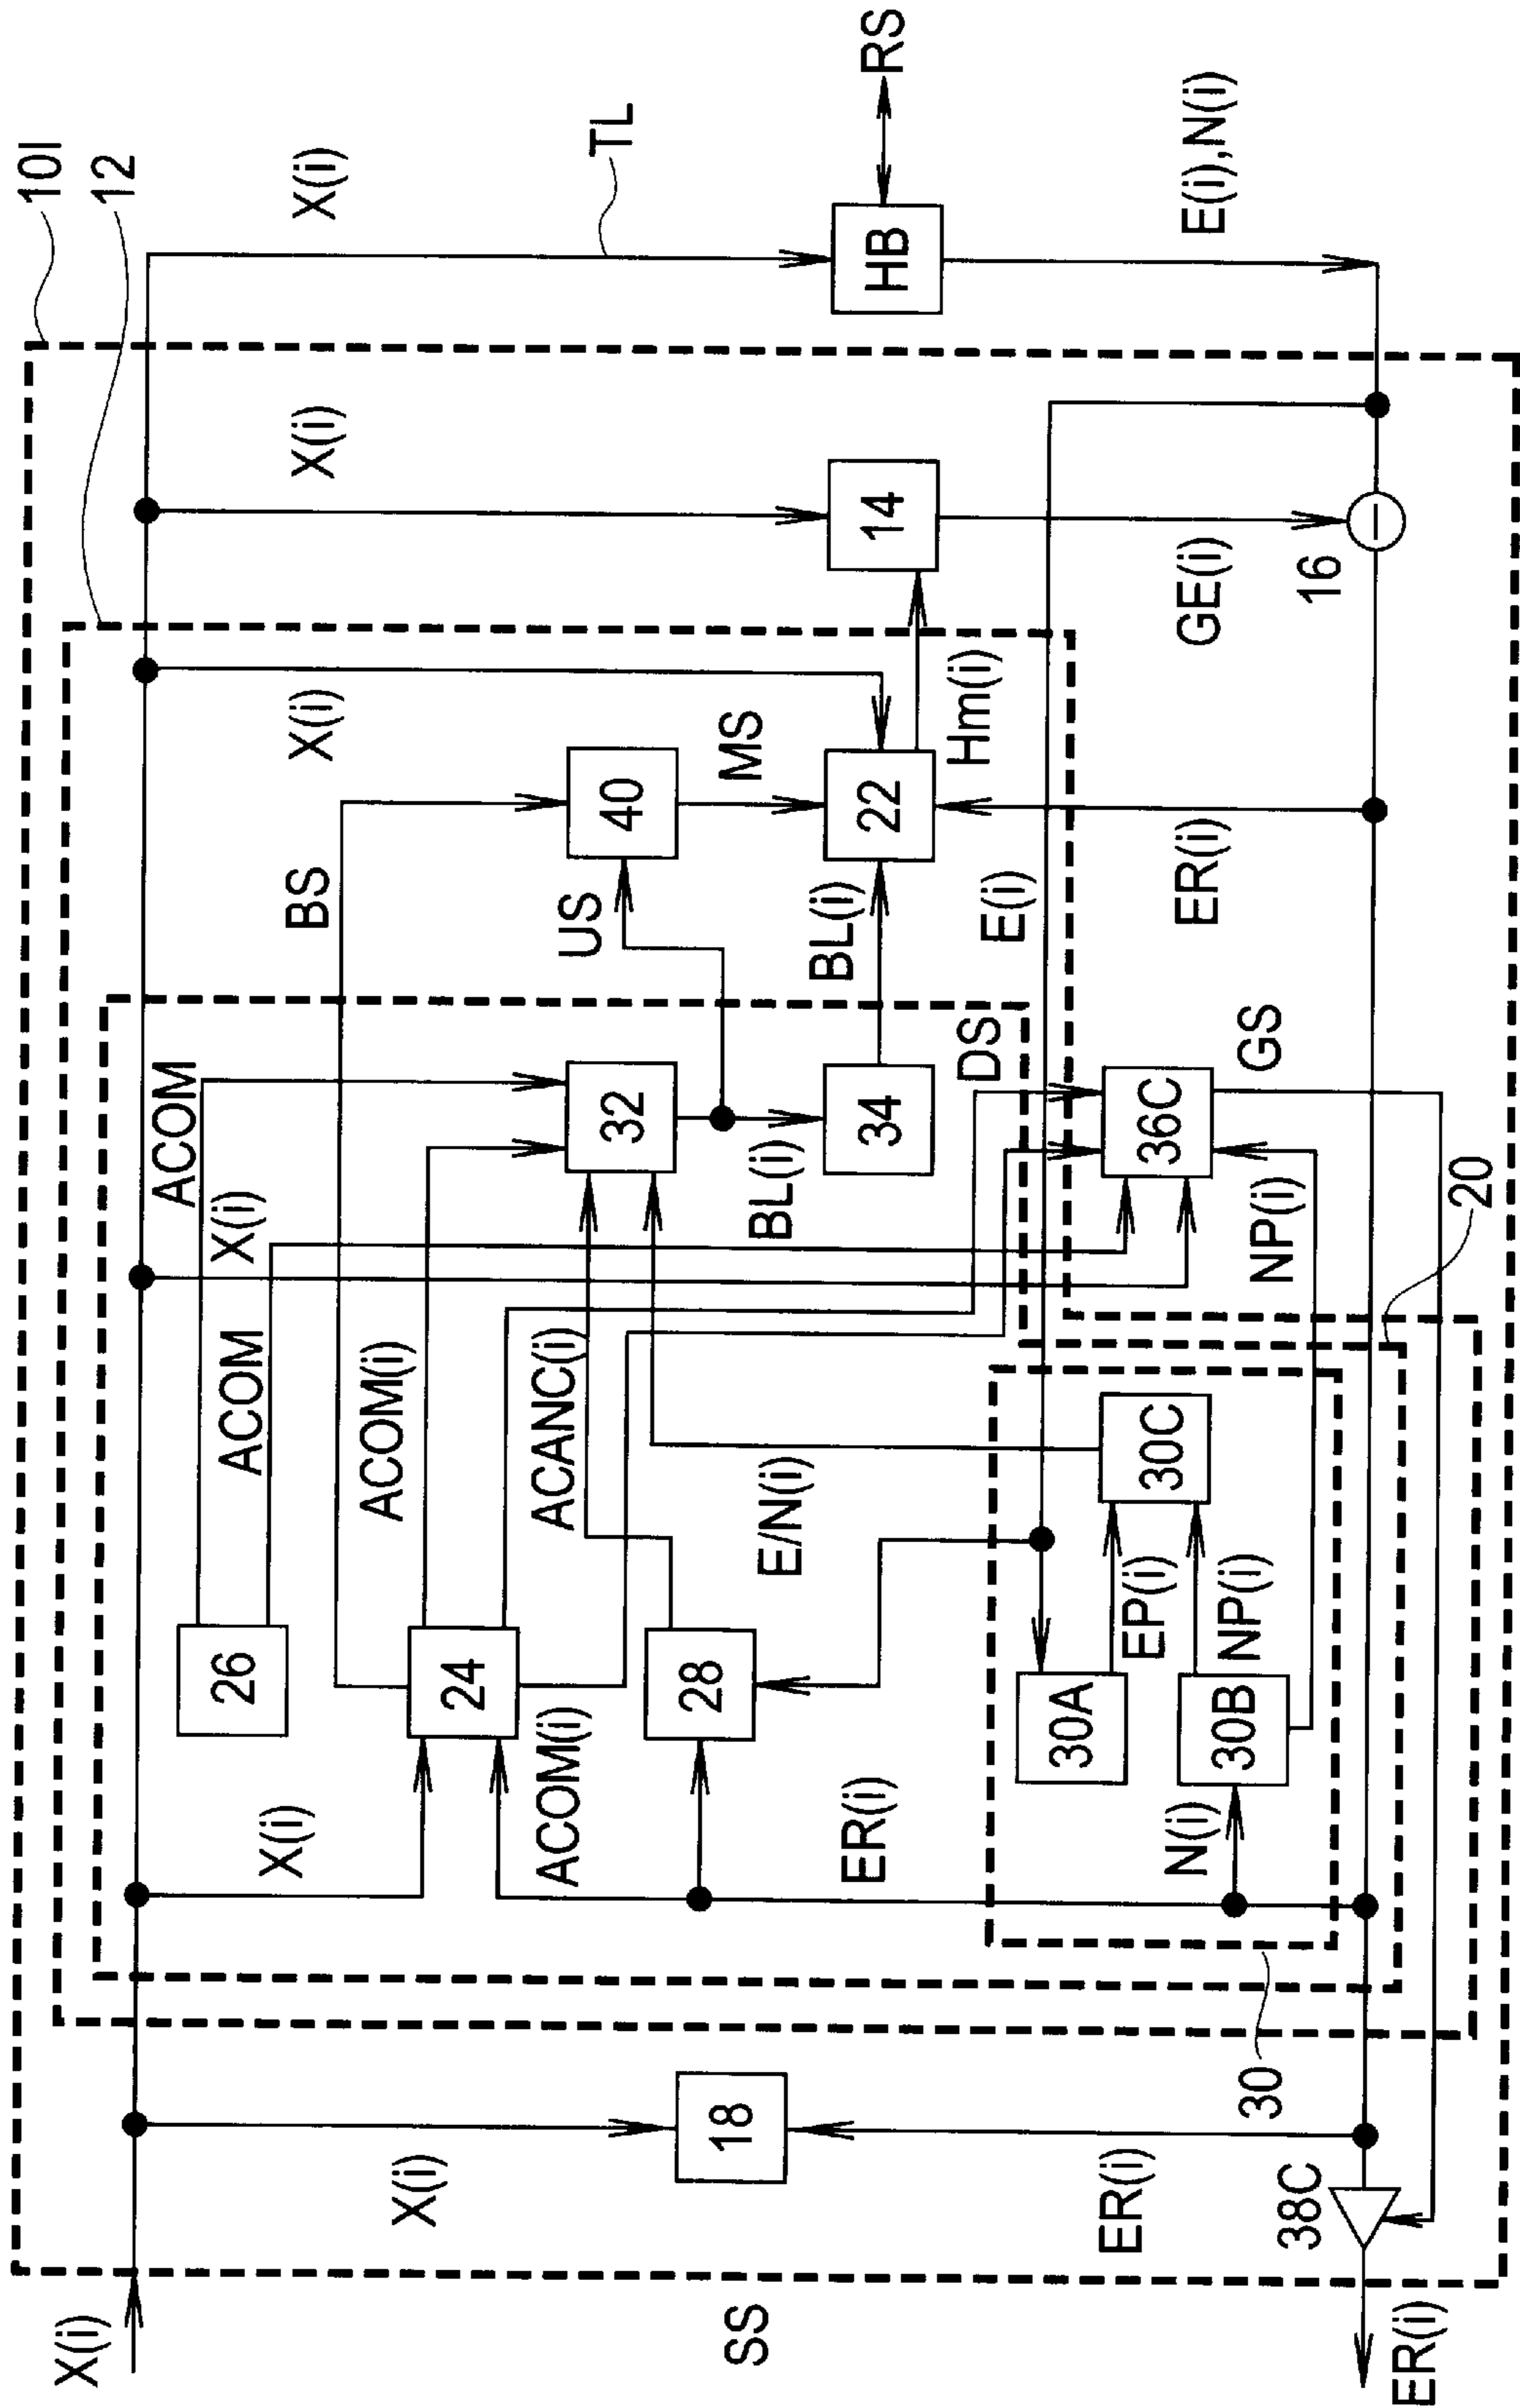 10I
12
X(i)
TL
X(i)
X(i)
RS
HB
E(i),N(i)
BS
40
MS
14
Hm(i)
22
GE(i)
16
US
BL(i)
E(i)
ER(i)
ACOM
X(i)
ACOM
32
BL(i)
34
DS
36C
GS
NP(i)
20
ACOM(i)
ACANC(i)
E/N(i)
30C
EP(i)
NP(i)
26
24
28
30A
30B
X(i)
ACOM(i)
ER(i)
N(i)
30
X(i)
18
ER(i)
38C
X(i)
SS
ER(i)